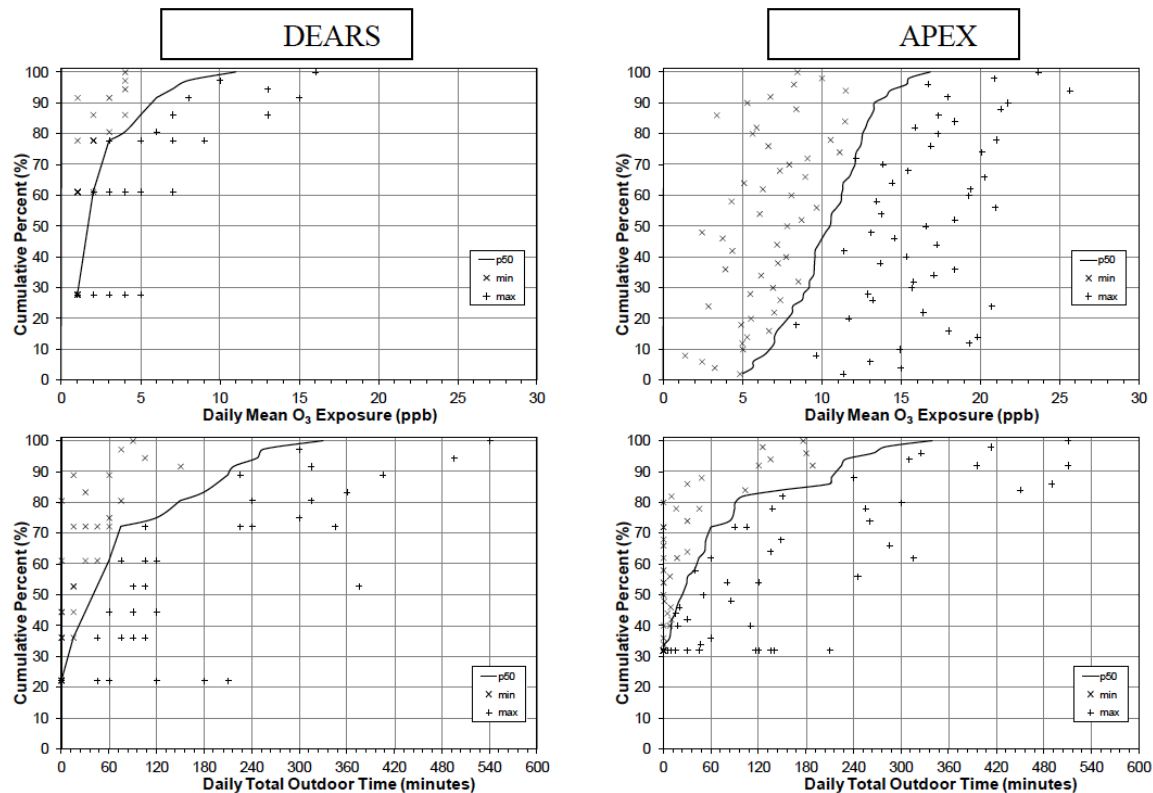 DEARS
APEX
Cumulative Percent (%)
100
90
80
70
60
50
40
30
20
10
0
p50
min
max
0 5 10 15 20 25 30
Daily Mean O₃ Exposure (ppb)
Cumulative Percent (%)
100
90
80
70
60
50
40
30
20
10
0
p50
min
max
0 5 10 15 20 25 30
Daily Mean O₃ Exposure (ppb)
Cumulative Percent (%)
100
90
80
70
60
50
40
30
20
10
0
p50
min
max
0 60 120 180 240 300 360 420 480 540 600
Daily Total Outdoor Time (minutes)
Cumulative Percent (%)
100
90
80
70
60
50
40
30
20
10
0
p50
min
max
0 60 120 180 240 300 360 420 480 540 600
Daily Total Outdoor Time (minutes)